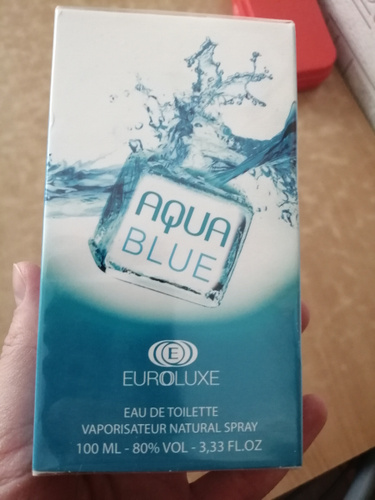 AQUA
BLUE
E
EUROLUXE
EAU DE TOILETTE
VAPORISATEUR NATURAL SPRAY
100 ML - 80% VOL - 3,33 FL.OZ